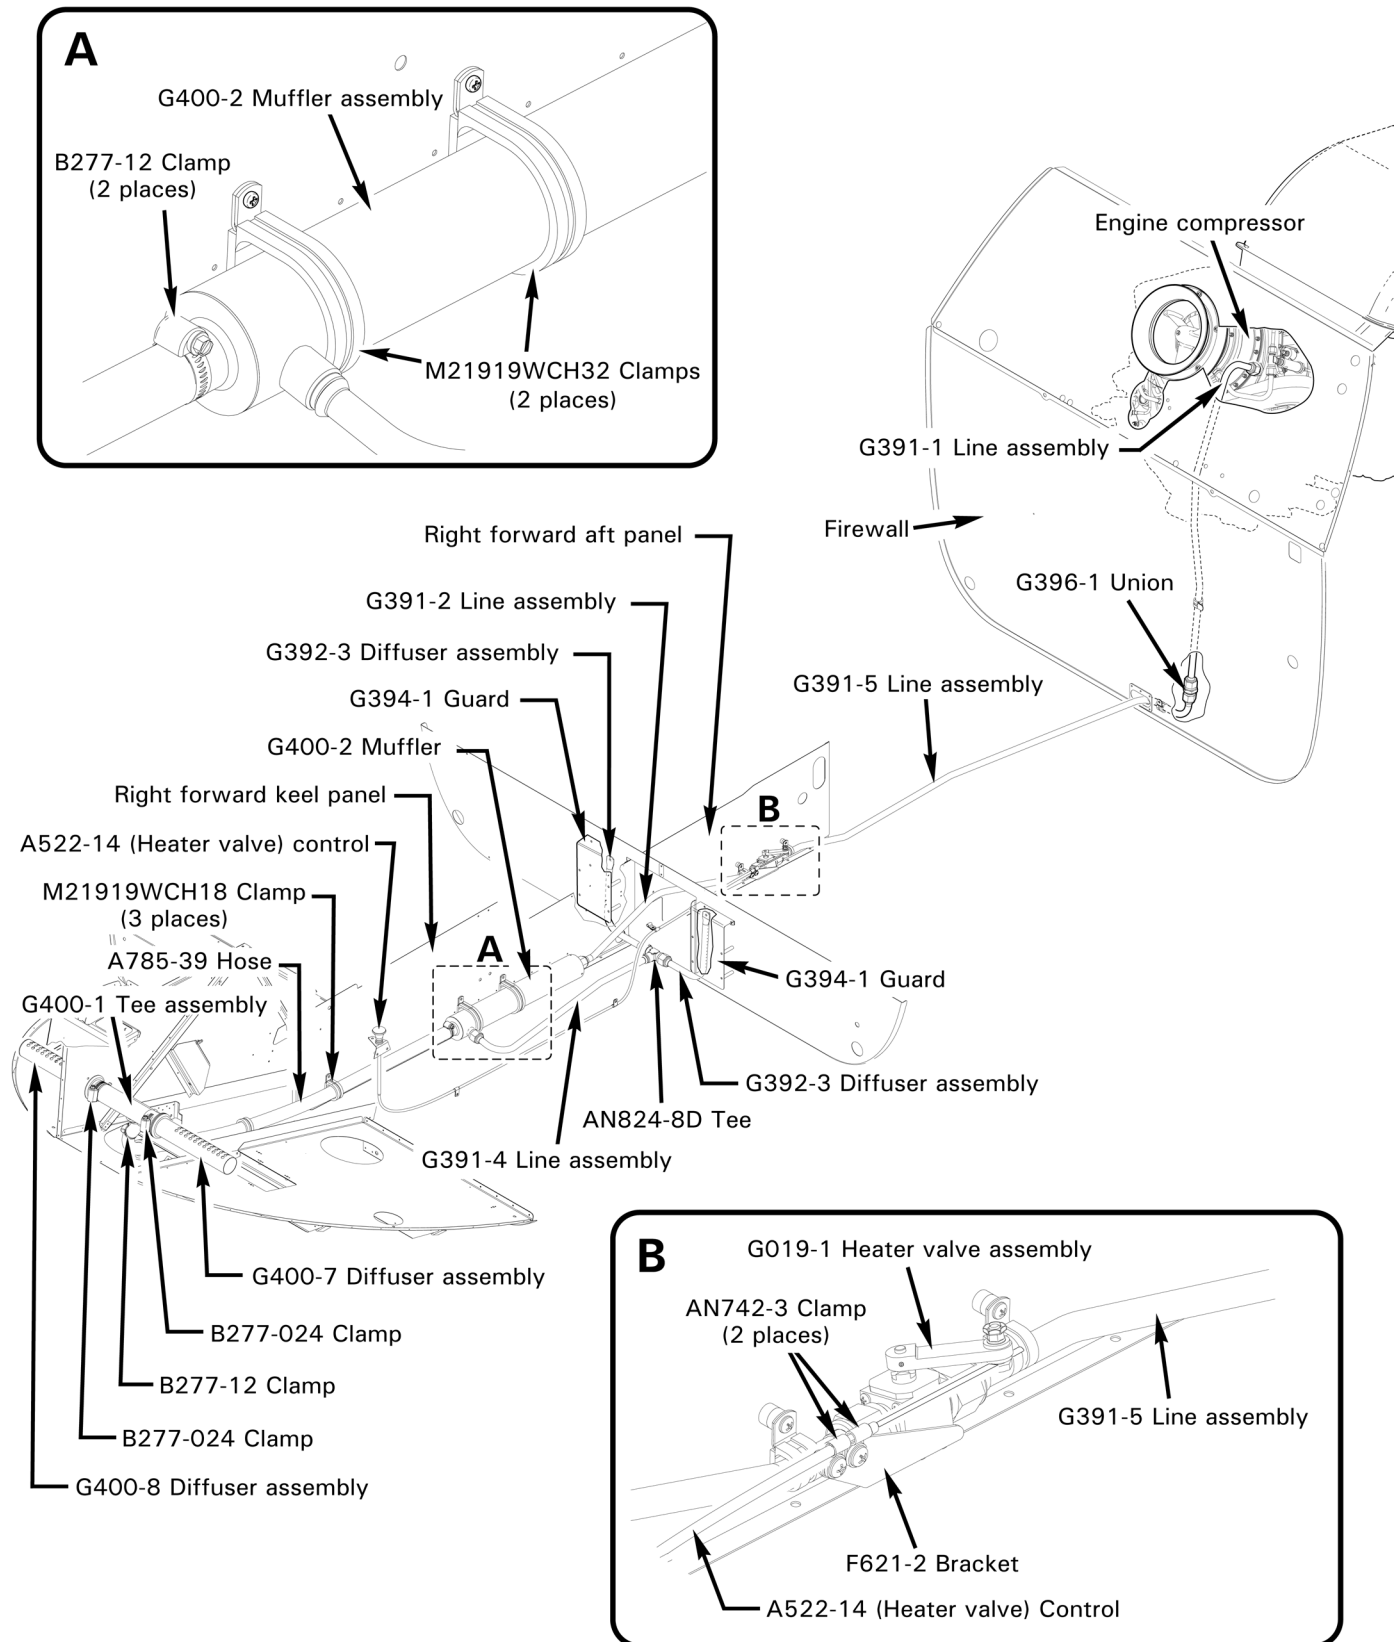 A
G400-2 Muffler assembly
B277-12 Clamp
(2 places)
M21919WCH32 Clamps
(2 places)
Engine compressor
G391-1 Line assembly
Firewall
G396-1 Union
Right forward aft panel
G391-2 Line assembly
G392-3 Diffuser assembly
G394-1 Guard
G400-2 Muffler
Right forward keel panel
A522-14 (Heater valve) control
M21919WCH18 Clamp
(3 places)
A785-39 Hose
G400-1 Tee assembly
G391-5 Line assembly
B
A
G394-1 Guard
G392-3 Diffuser assembly
AN824-8D Tee
G391-4 Line assembly
G400-7 Diffuser assembly
B277-024 Clamp
B277-12 Clamp
B277-024 Clamp
G400-8 Diffuser assembly
B
G019-1 Heater valve assembly
AN742-3 Clamp
(2 places)
G391-5 Line assembly
F621-2 Bracket
A522-14 (Heater valve) Control